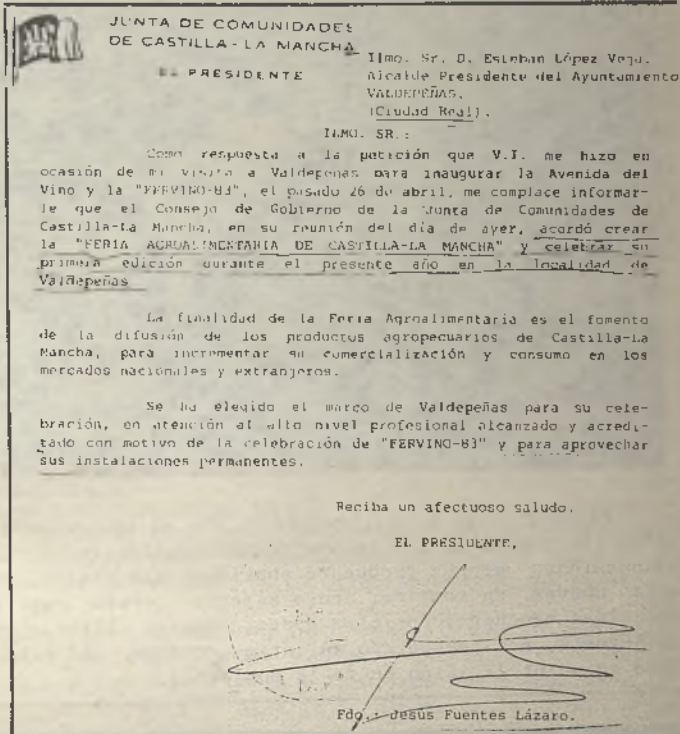 JUNTA DE COMUNIDADES
DE CASTILLA-LA MANCHA
EL PRESIDENTE
Ilmo. Sr. D. Esteban López Vega.
Alcalde Presidente del Ayuntamiento
VALDEPEÑAS.
(Ciudad Real).
ILMO. SR.:
Como respuesta a la petición que V.I. me hizo en
ocasión de mi visita a Valdepeñas para inaugurar la Avenida del
Vino y la "FERVINO-83", el pasado 26 de abril, me complace informar-
le que el Consejo de Gobierno de la Junta de Comunidades de
Castilla-La Mancha, en su reunión del día de ayer, acordó crear
la "FERIA AGROALIMENTARIA DE CASTILLA-LA MANCHA" y celebrar su
primera edición durante el presente año en la localidad de
Valdepeñas
La finalidad de la Feria Agroalimentaria es el fomento
de la difusión de los productos agropecuarios de Castilla-La
Mancha, para incrementar su comercialización y consumo en los
mercados nacionales y extranjeros.
Se ha elegido el marco de Valdepeñas para su cele-
bración, en atención al alto nivel profesional alcanzado y acredi-
tado con motivo de la celebración de "FERVINO-83" y para aprovechar
sus instalaciones permanentes.
Reciba un afectuoso saludo.
EL PRESIDENTE,
Fdo.: Jesús Fuentes Lázaro.